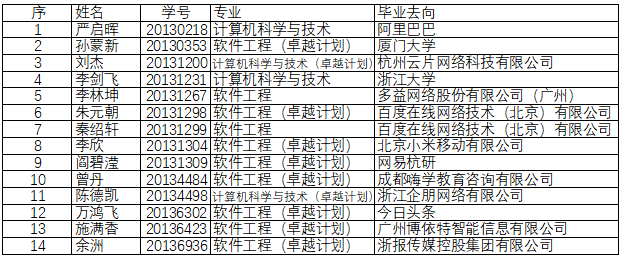 序 姓名 学号 专业 毕业去向
1 严启晖 20130218 计算机科学与技术 阿里巴巴
2 孙蒙新 20130353 软件工程（卓越计划） 厦门大学
3 刘杰 20131200 计算机科学与技术（卓越计划） 杭州云片网络科技有限公司
4 李剑飞 20131231 计算机科学与技术 浙江大学
5 李林坤 20131267 软件工程 多益网络股份有限公司（广州）
6 朱元朝 20131298 软件工程（卓越计划） 百度在线网络技术（北京）有限公司
7 秦绍轩 20131299 软件工程 百度在线网络技术（北京）有限公司
8 李欣 20131304 软件工程（卓越计划） 北京小米移动有限公司
9 阎碧滢 20131309 软件工程（卓越计划） 网易杭研
10 曾丹 20134484 软件工程（卓越计划） 成都嗨学教育咨询有限公司
11 陈德凯 20134498 计算机科学与技术（卓越计划） 浙江企朋网络有限公司
12 万鸿飞 20136302 软件工程（卓越计划） 今日头条
13 施满香 20136423 软件工程（卓越计划） 广州博依特智能信息有限公司
14 余洲 20136936 软件工程（卓越计划） 浙报传媒控股集团有限公司